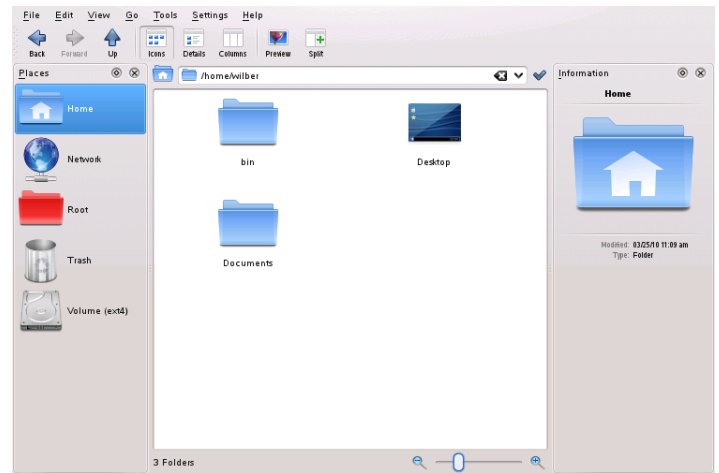 File Edit View Go Tools Settings Help
Back Forward Up Icons Details Columns Preview Split
Places
Home
Network
Root
Trash
Volume (ext4)
/home/wilber
bin
Desktop
Documents
3 Folders
Information
Home
Modified: 03/25/10 11:09 am
Type: Folder